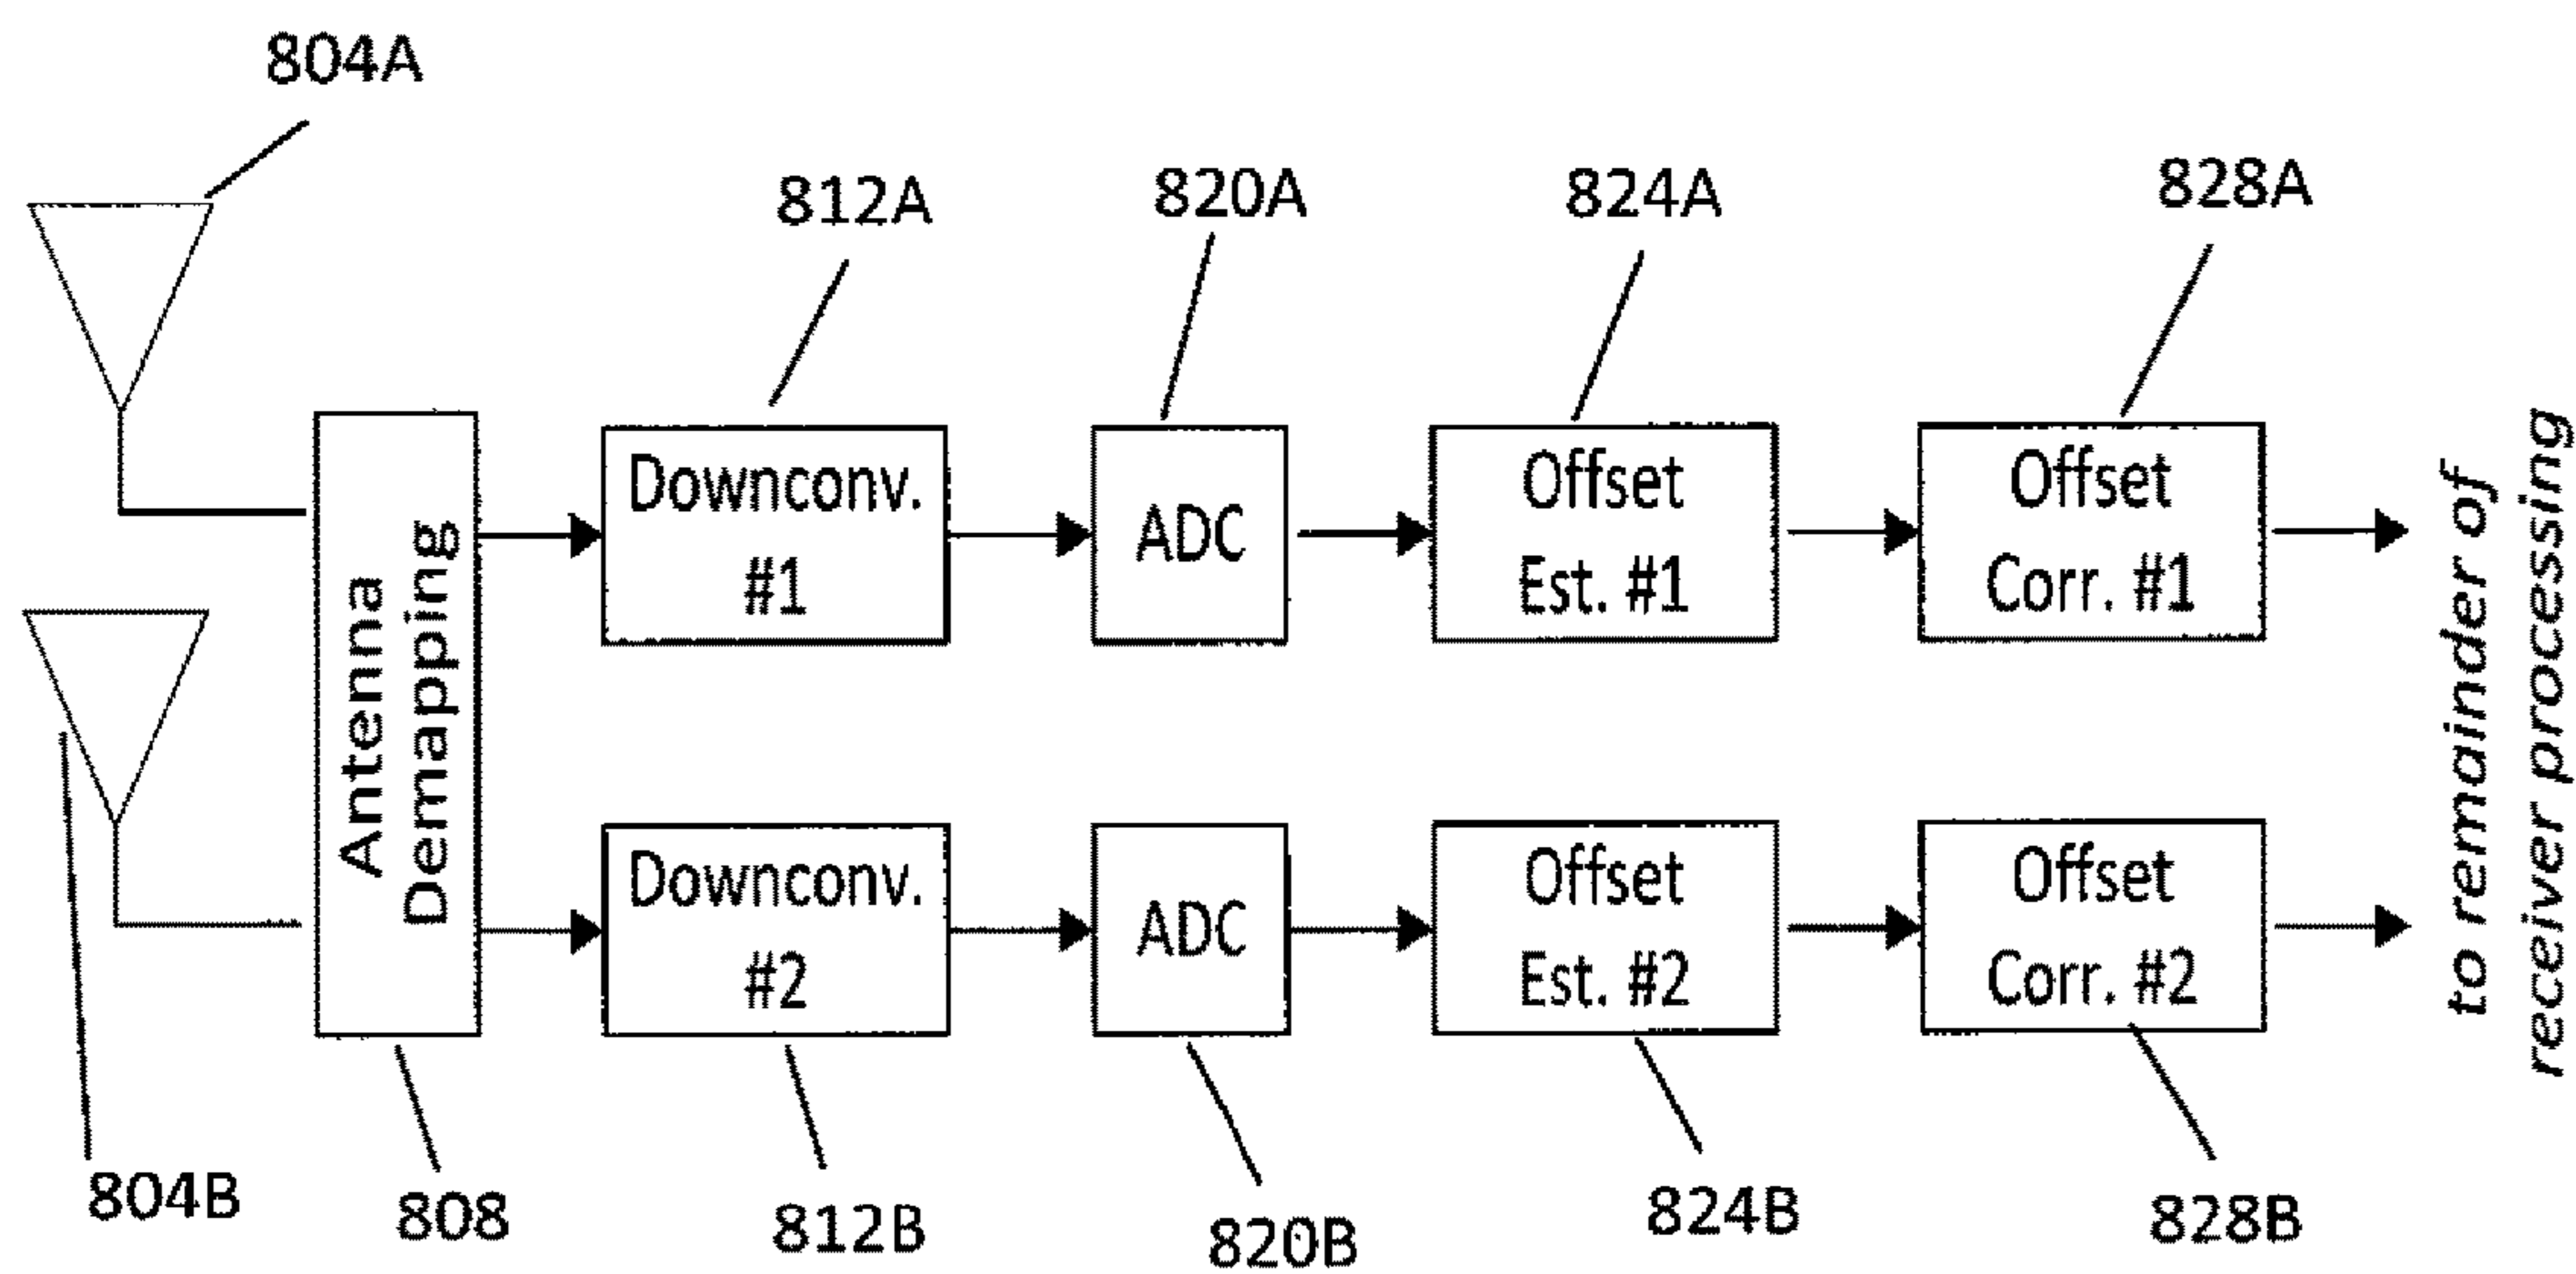 804A
812A
820A
824A
828A
Antenna
Demapping
Downconv.
#1
ADC
Offset
Est. #1
Offset
Corr. #1
to remainder of
receiver processing
Downconv.
#2
ADC
Offset
Est. #2
Offset
Corr. #2
804B
808
812B
820B
824B
828B